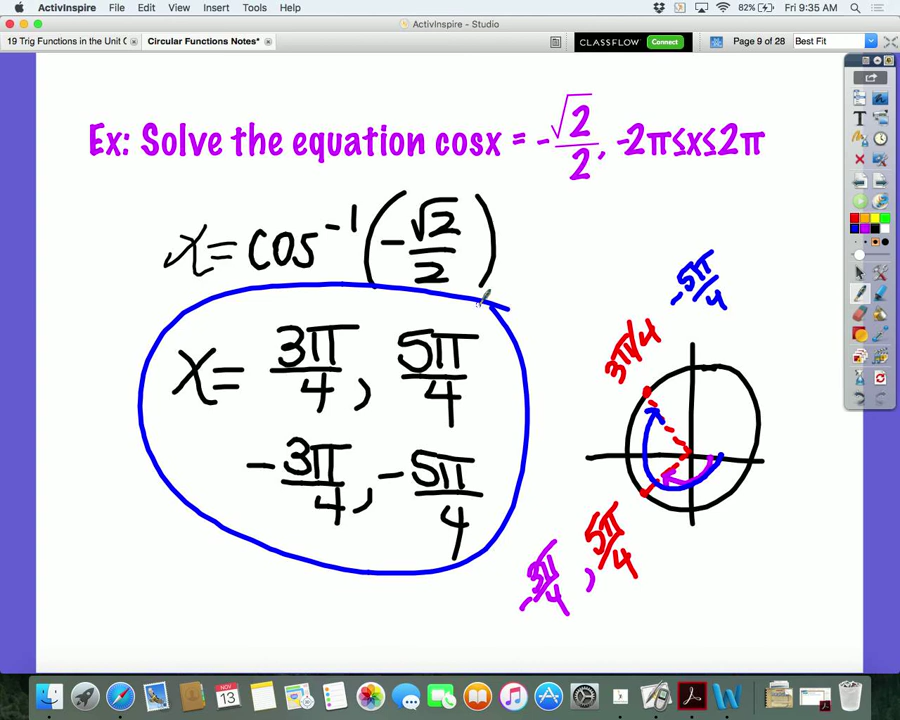 ActivInspire File Edit View Insert Tools Help 82% Fri 9:35 AM
ActivInspire - Studio
19 Trig Functions in the Unit C Circular Functions Notes* CLASSFLOW Connect Page 9 of 28 Best Fit
Ex: Solve the equation cosx = -√2/2, -2π≤x≤2π
x = cos⁻¹(-√2/2)
x = 3π/4, 5π/4
-3π/4, -5π/4
-5π/4
3π/4
-3π/4, 5π/4
NOV 13